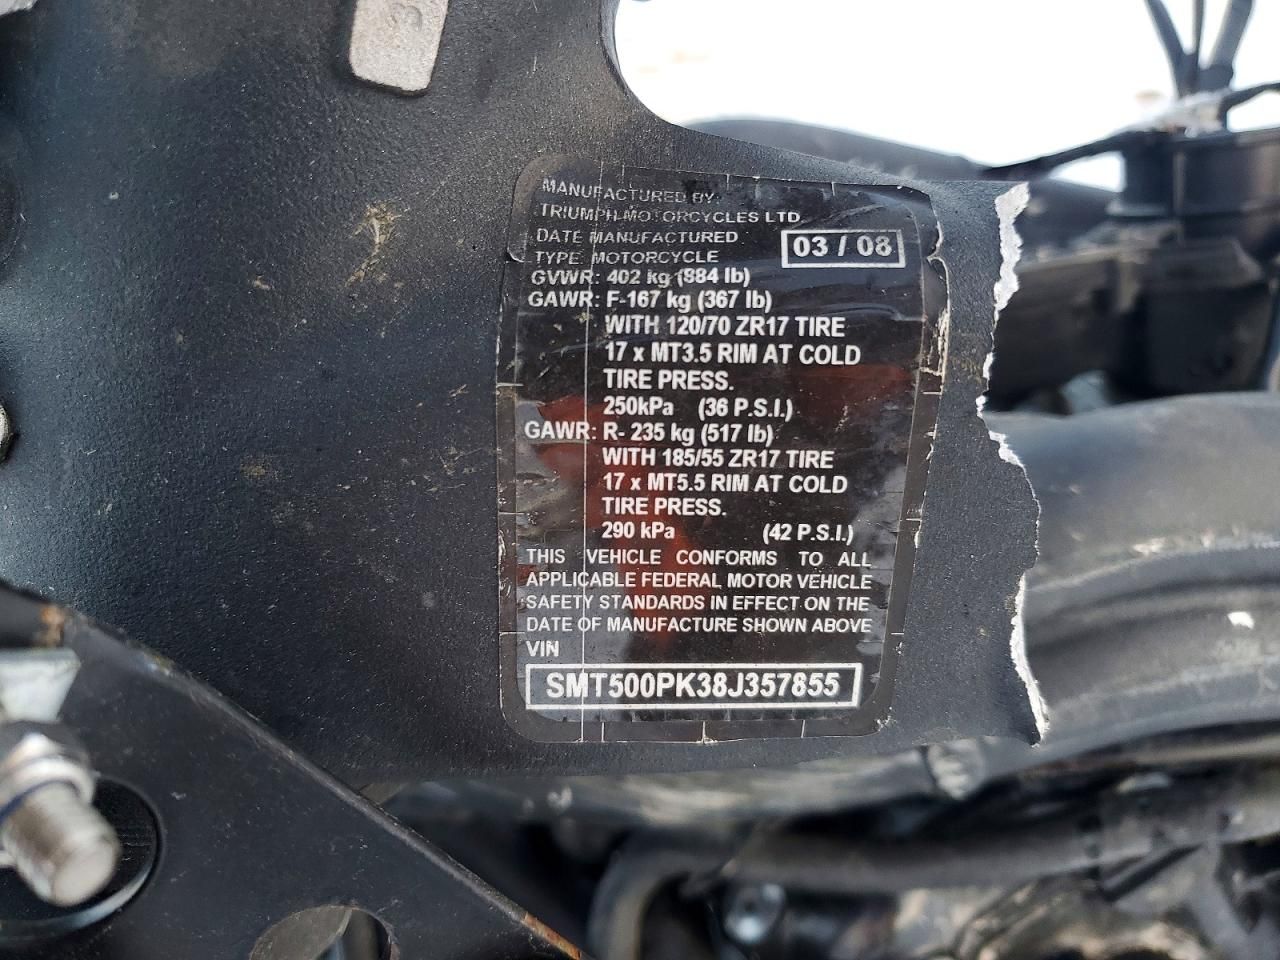 MANUFACTURED BY:
TRIUMPH MOTORCYCLES LTD
DATE MANUFACTURED 03 / 08
TYPE MOTORCYCLE
GVWR: 402 kg (884 lb)
GAWR: F-167 kg (367 lb)
WITH 120/70 ZR17 TIRE
17 x MT3.5 RIM AT COLD
TIRE PRESS.
250kPa (36 P.S.I.)
GAWR: R- 235 kg (517 lb)
WITH 185/55 ZR17 TIRE
17 x MT5.5 RIM AT COLD
TIRE PRESS.
290 kPa (42 P.S.I.)
THIS VEHICLE CONFORMS TO ALL
APPLICABLE FEDERAL MOTOR VEHICLE
SAFETY STANDARDS IN EFFECT ON THE
DATE OF MANUFACTURE SHOWN ABOVE
VIN
SMT500PK38J357855